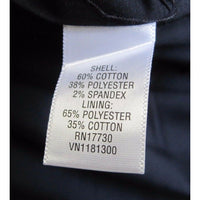 SHELL:
60% COTTON
38% POLYESTER
2% SPANDEX
LINING:
65% POLYESTER
35% COTTON
RN17730
VN1181300